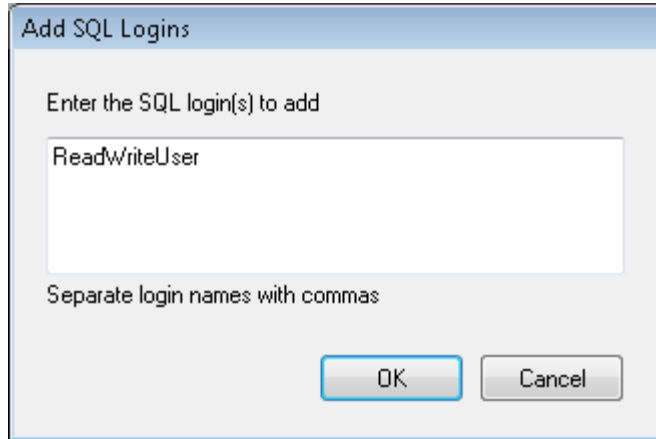 Add SQL Logins
Enter the SQL login(s) to add
ReadWriteUser
Separate login names with commas
OK
Cancel